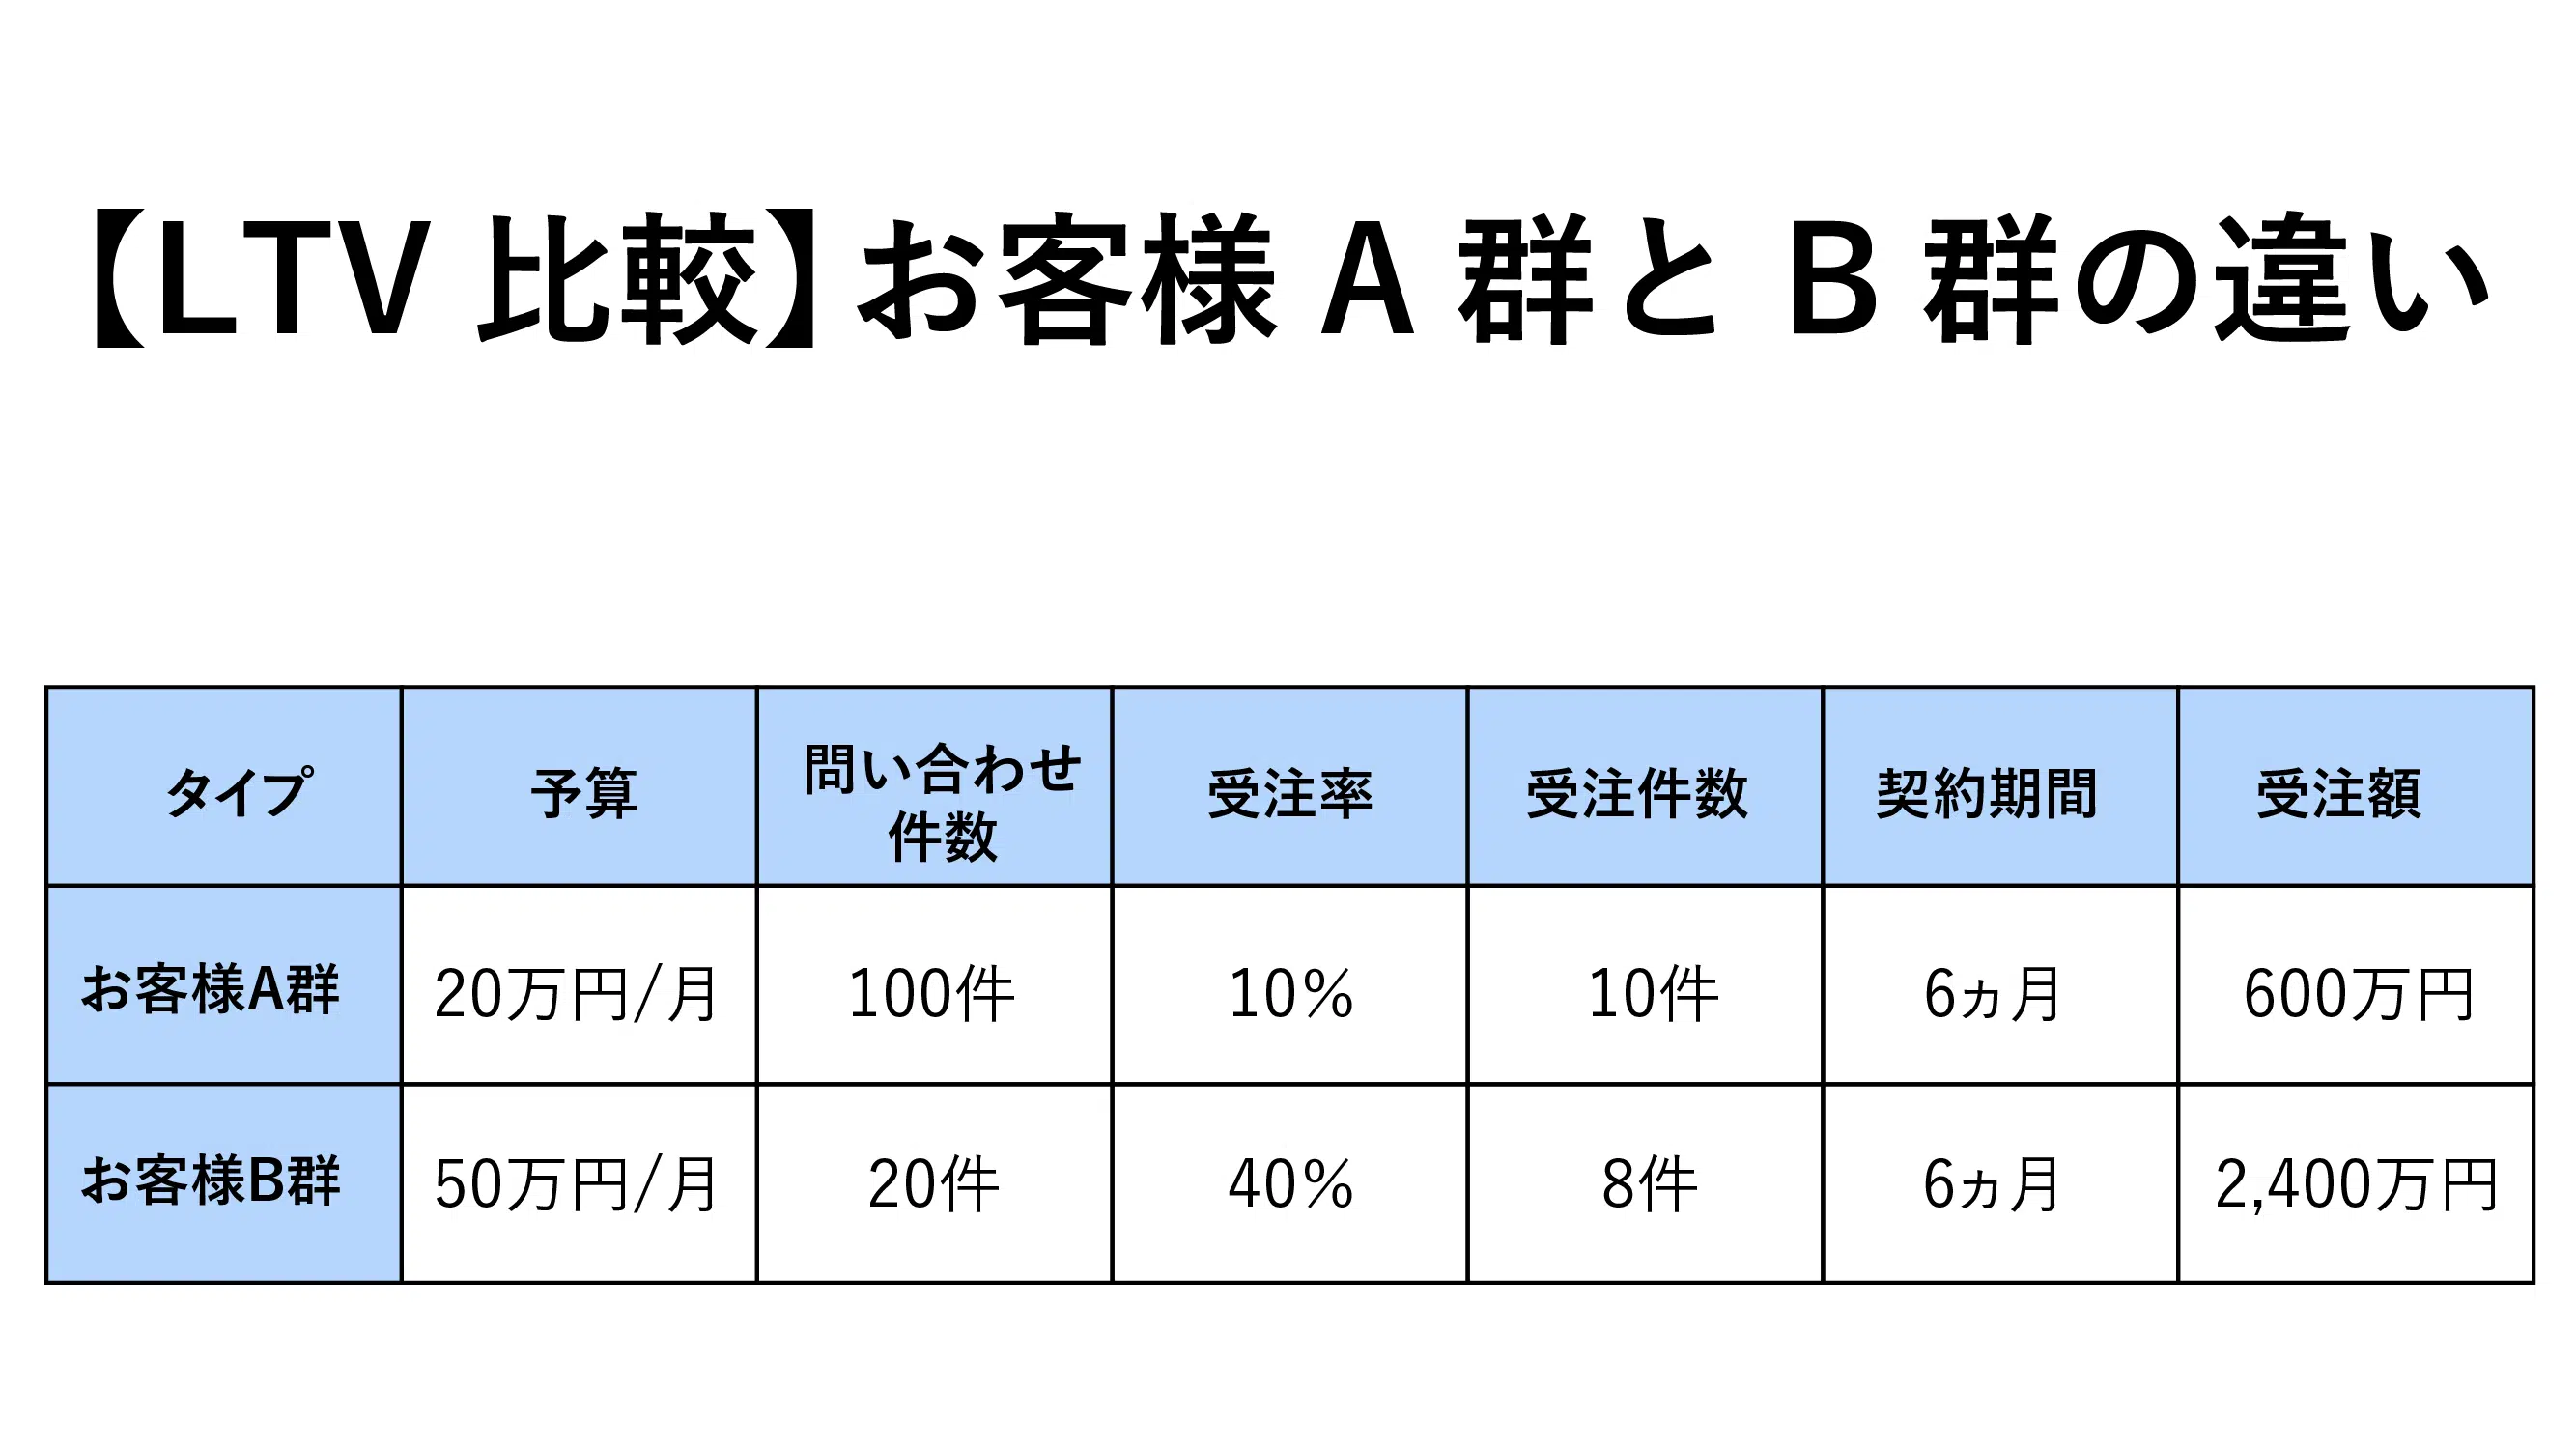 【LTV 比較】お客様 A 群と B 群の違い
タイプ 予算 問い合わせ件数 受注率 受注件数 契約期間 受注額
お客様A群 20万円/月 100件 10% 10件 6ヵ月 600万円
お客様B群 50万円/月 20件 40% 8件 6ヵ月 2,400万円